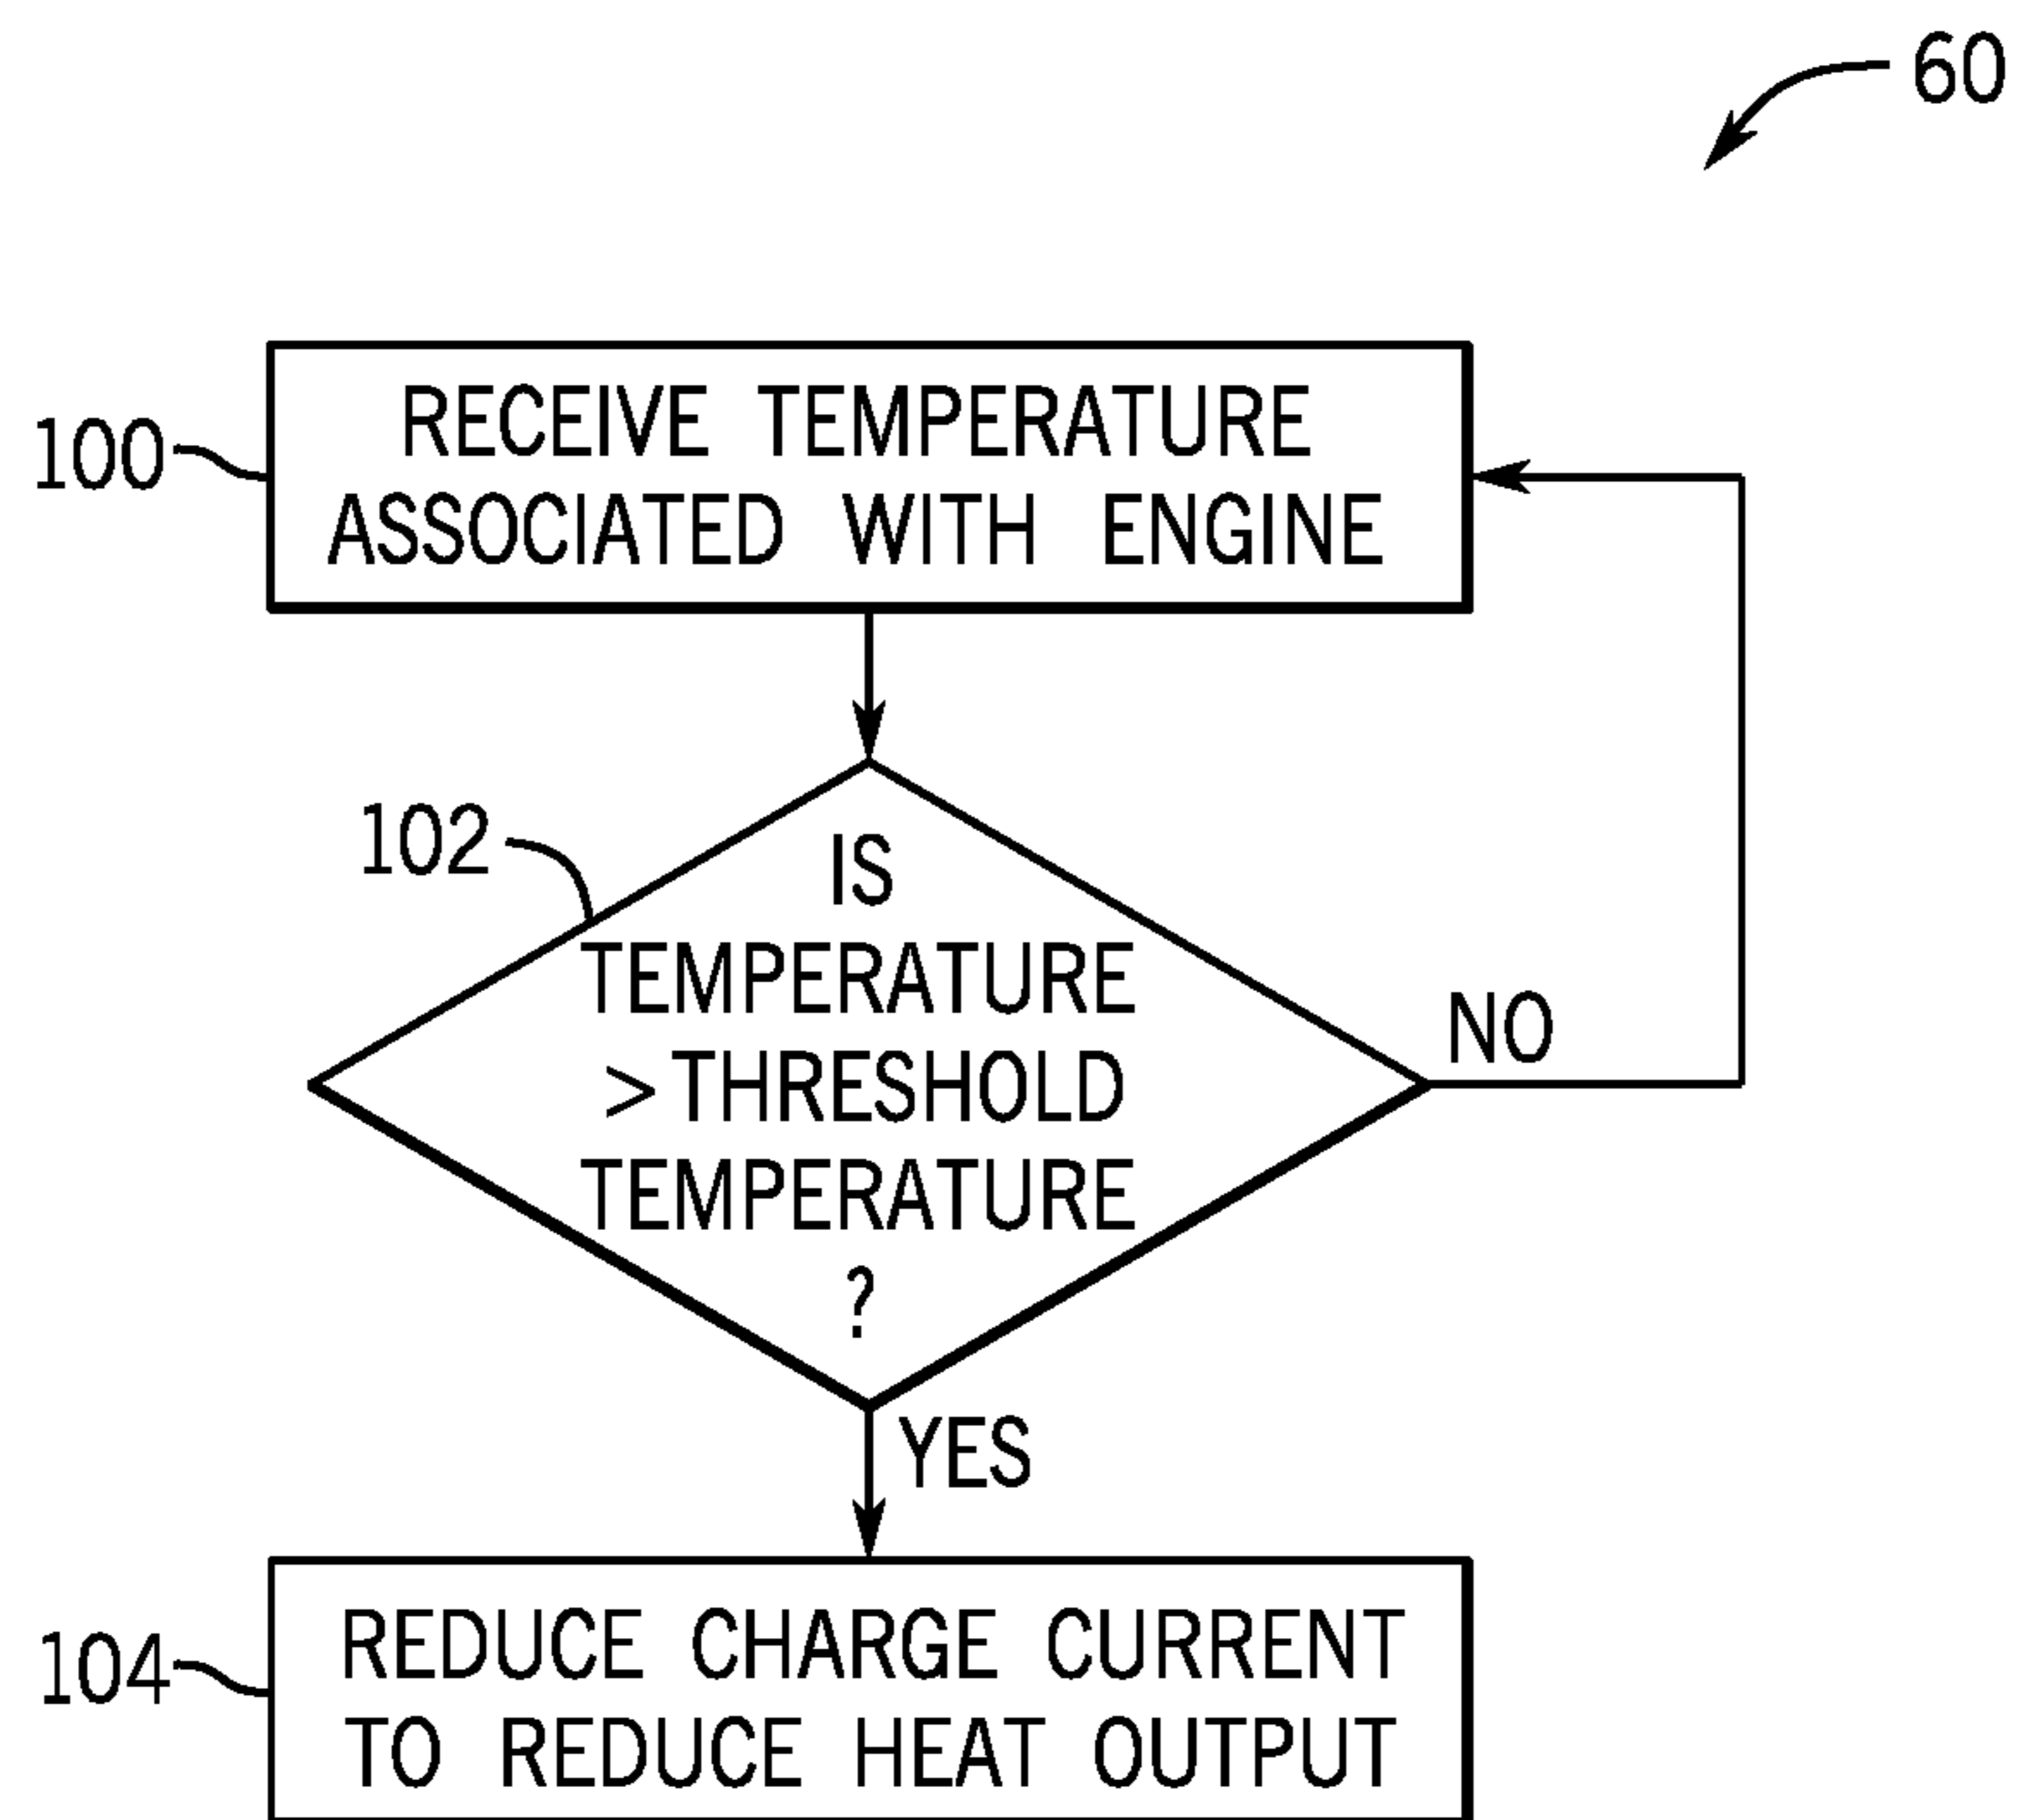 60
100
RECEIVE TEMPERATURE
ASSOCIATED WITH ENGINE
102
IS
TEMPERATURE
> THRESHOLD
TEMPERATURE
?
NO
YES
104
REDUCE CHARGE CURRENT
TO REDUCE HEAT OUTPUT